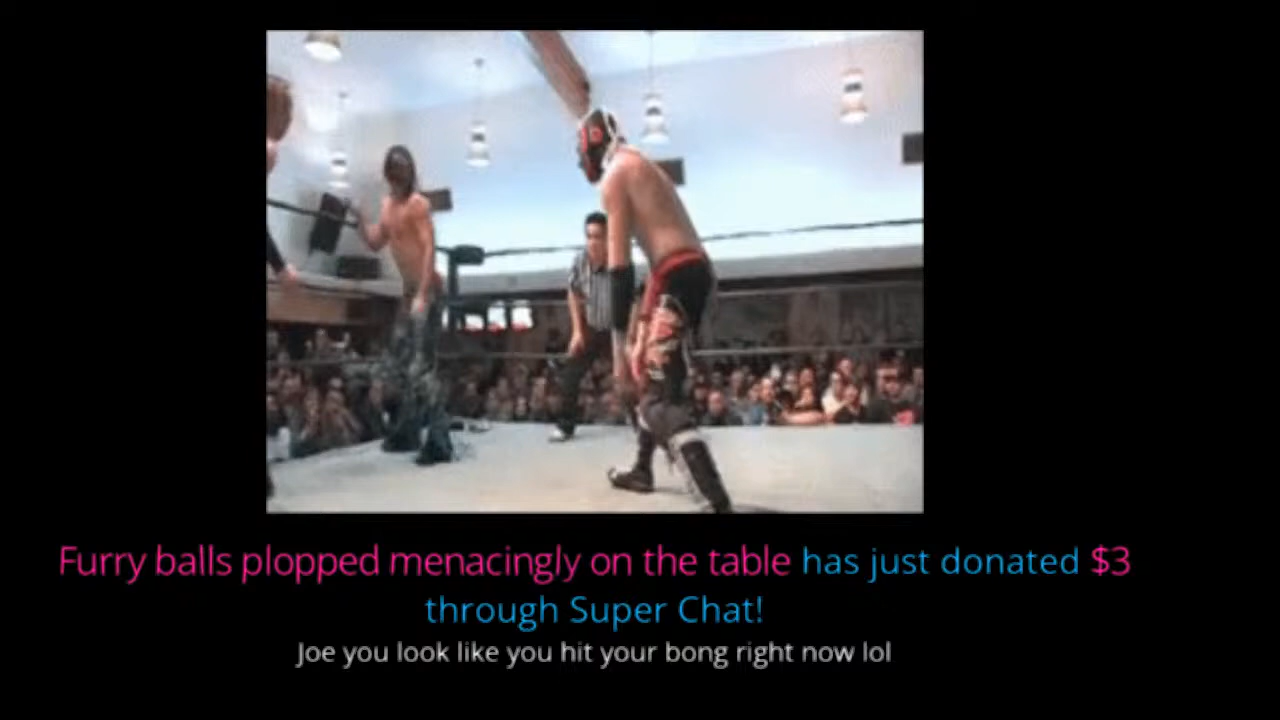 Furry balls plopped menacingly on the table has just donated $3
through Super Chat!
Joe you look like you hit your bong right now lol